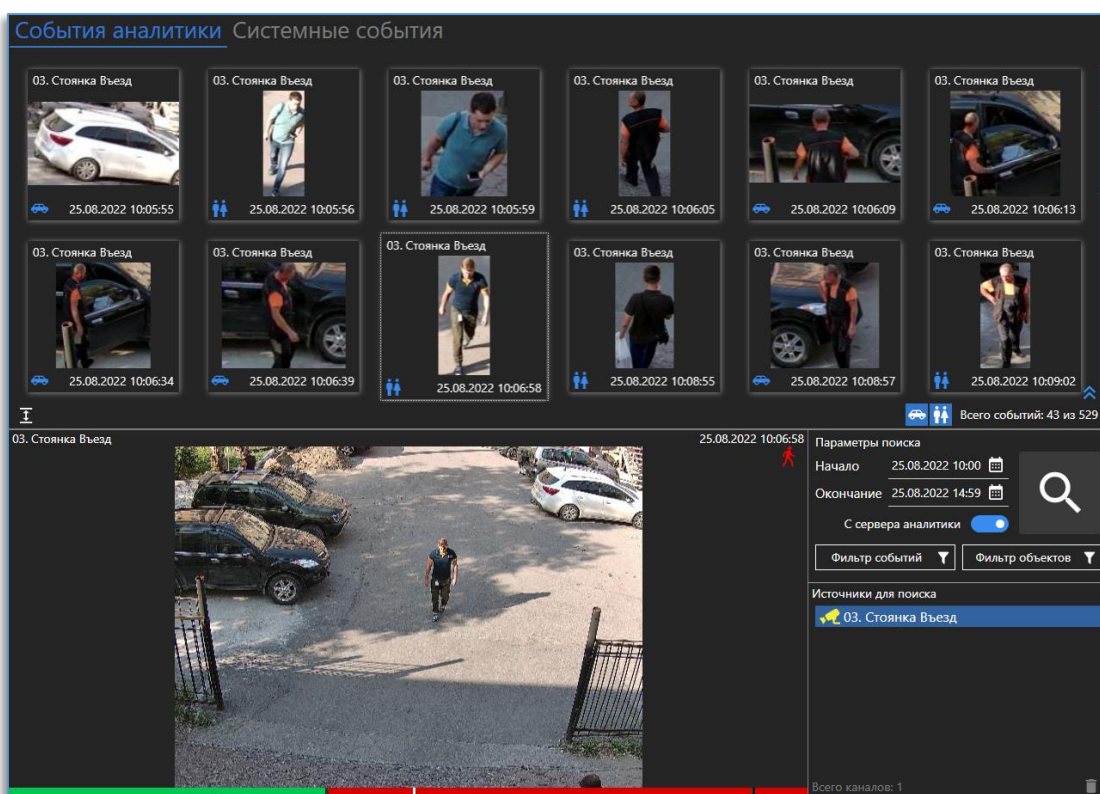 События аналитики Системные события
03. Стоянка Въезд 03. Стоянка Въезд 03. Стоянка Въезд 03. Стоянка Въезд 03. Стоянка Въезд 03. Стоянка Въезд
25.08.2022 10:05:55 25.08.2022 10:05:56 25.08.2022 10:05:59 25.08.2022 10:06:05 25.08.2022 10:06:09 25.08.2022 10:06:13
03. Стоянка Въезд 03. Стоянка Въезд 03. Стоянка Въезд 03. Стоянка Въезд 03. Стоянка Въезд 03. Стоянка Въезд
25.08.2022 10:06:34 25.08.2022 10:06:39 25.08.2022 10:06:58 25.08.2022 10:08:55 25.08.2022 10:08:57 25.08.2022 10:09:02
Всего событий: 43 из 529
03. Стоянка Въезд 25.08.2022 10:06:58
Параметры поиска
Начало 25.08.2022 10:00
Окончание 25.08.2022 14:59
С сервера аналитики
Фильтр событий Фильтр объектов
Источники для поиска
03. Стоянка Въезд
Всего каналов: 1